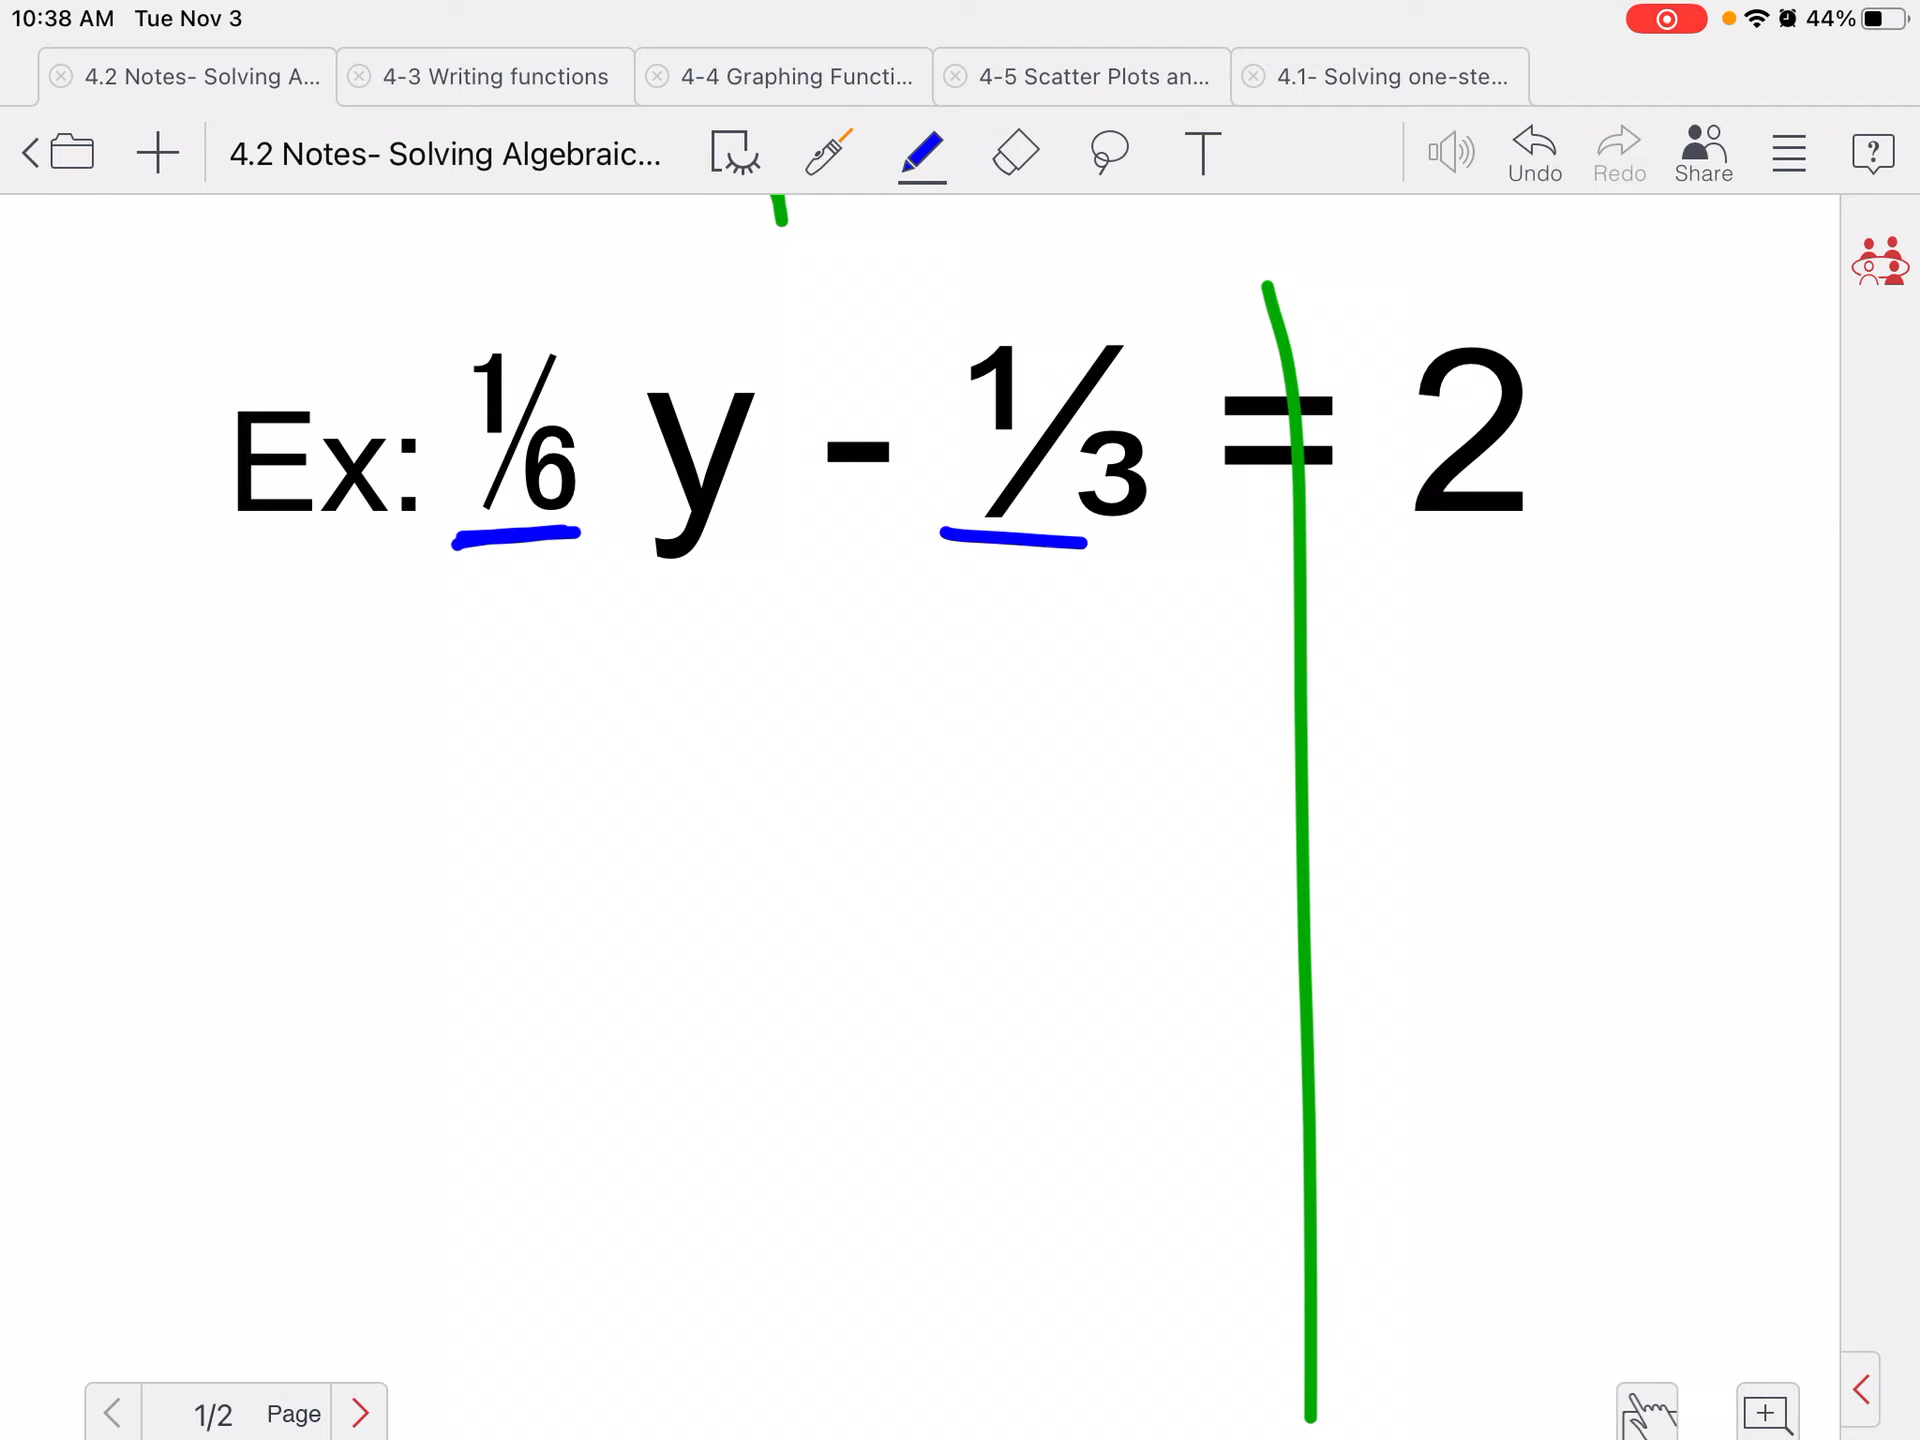 10:38 AM Tue Nov 3 44%
4.2 Notes- Solving A... 4-3 Writing functions 4-4 Graphing Functi... 4-5 Scatter Plots an... 4.1- Solving one-ste...
4.2 Notes- Solving Algebraic... T Undo Redo Share ?
Ex: ⅙ y - ⅓ = 2
1/2 Page